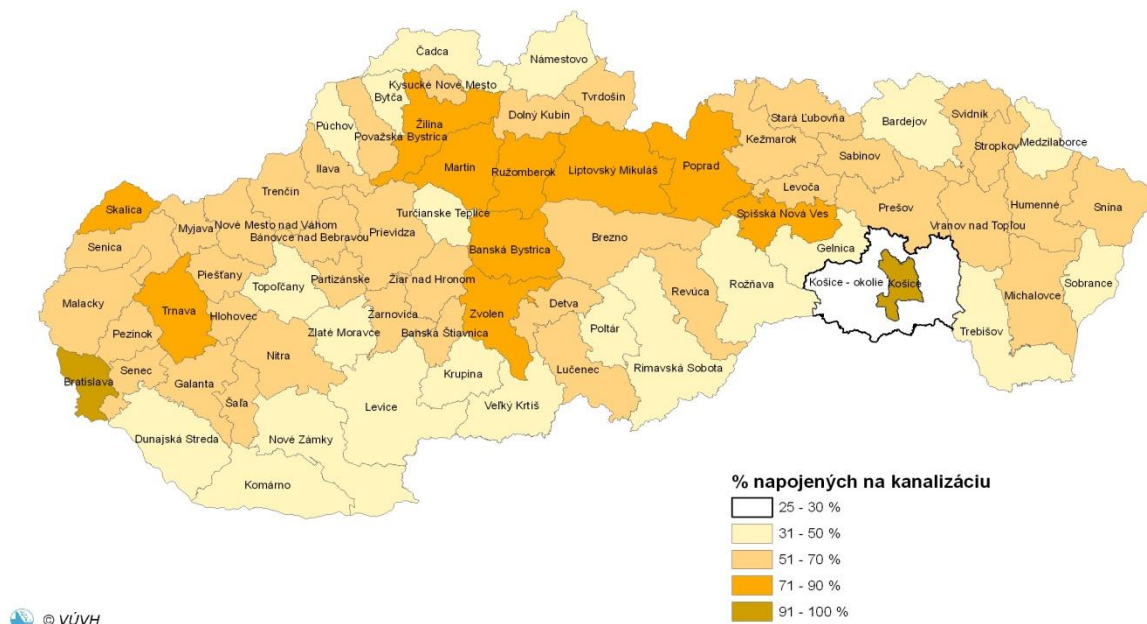 Čadca
Námestovo
Kysucké Nové Mesto
Bytča
Tvrdošín
Dolný Kubín
Púchov
Žilina
Považská Bystrica
Stará Ľubovňa
Bardejov
Svidník
Medzilaborce
Stropkov
Kežmarok
Sabinov
Martin
Ružomberok
Liptovský Mikuláš
Poprad
Ilava
Levoča
Trenčín
Prešov
Humenné
Snina
Skalica
Turčianske Teplice
Spišská Nová Ves
Vranov nad Topľou
Myjava
Nové Mesto nad Váhom
Bánovce nad Bebravou
Prievidza
Banská Bystrica
Brezno
Gelnica
Senica
Piešťany
Topoľčany
Partizánske
Žiar nad Hronom
Košice - okolie
Košice
Sobrance
Malacky
Trnava
Hlohovec
Zlaté Moravce
Žarnovica
Banská Štiavnica
Zvolen
Detva
Revúca
Rožňava
Michalovce
Trebišov
Pezinok
Nitra
Poltár
Bratislava
Senec
Galanta
Šaľa
Levice
Krupina
Veľký Krtíš
Lučenec
Rimavská Sobota
Dunajská Streda
Nové Zámky
Komárno
% napojených na kanalizáciu
25 - 30 %
31 - 50 %
51 - 70 %
71 - 90 %
91 - 100 %
© VÚVH